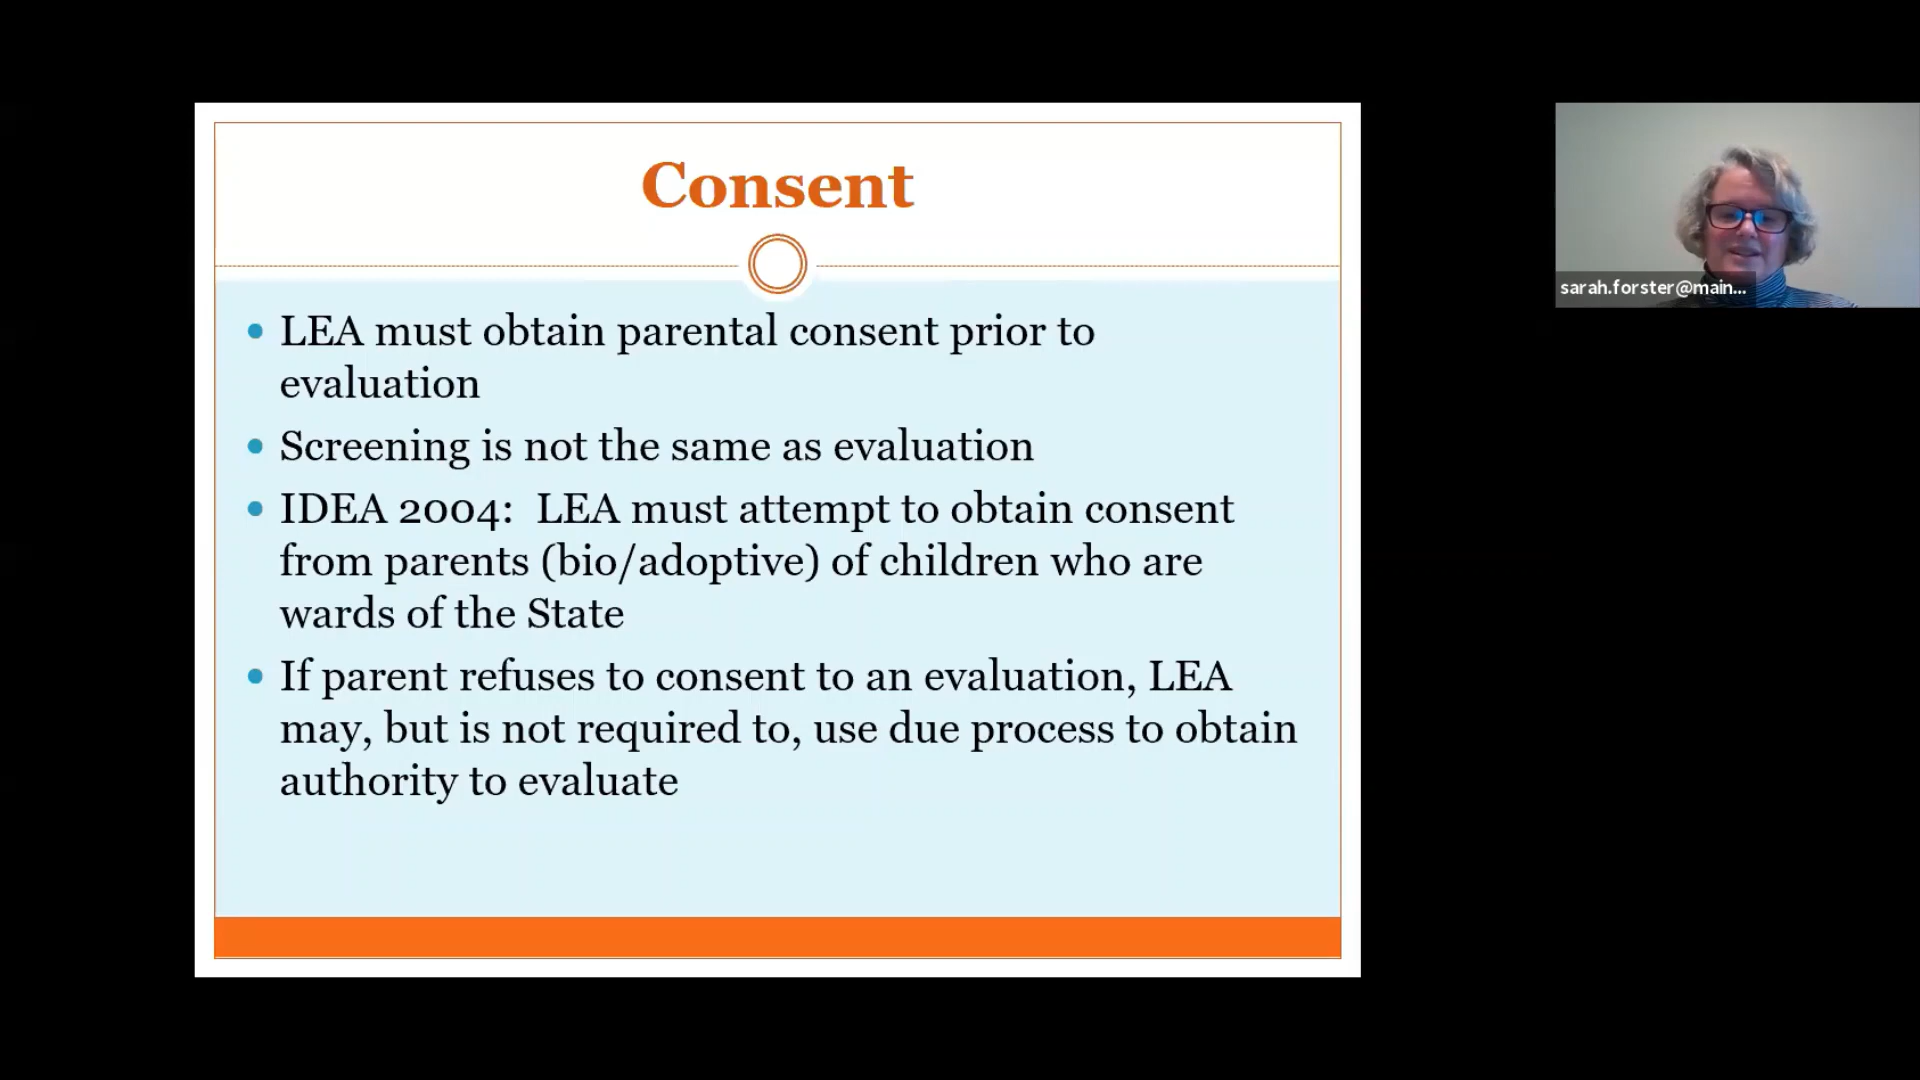 Consent
LEA must obtain parental consent prior to
evaluation
Screening is not the same as evaluation
IDEA 2004:  LEA must attempt to obtain consent
from parents (bio/adoptive) of children who are
wards of the State
If parent refuses to consent to an evaluation, LEA
may, but is not required to, use due process to obtain
authority to evaluate
sarah.forster@main...